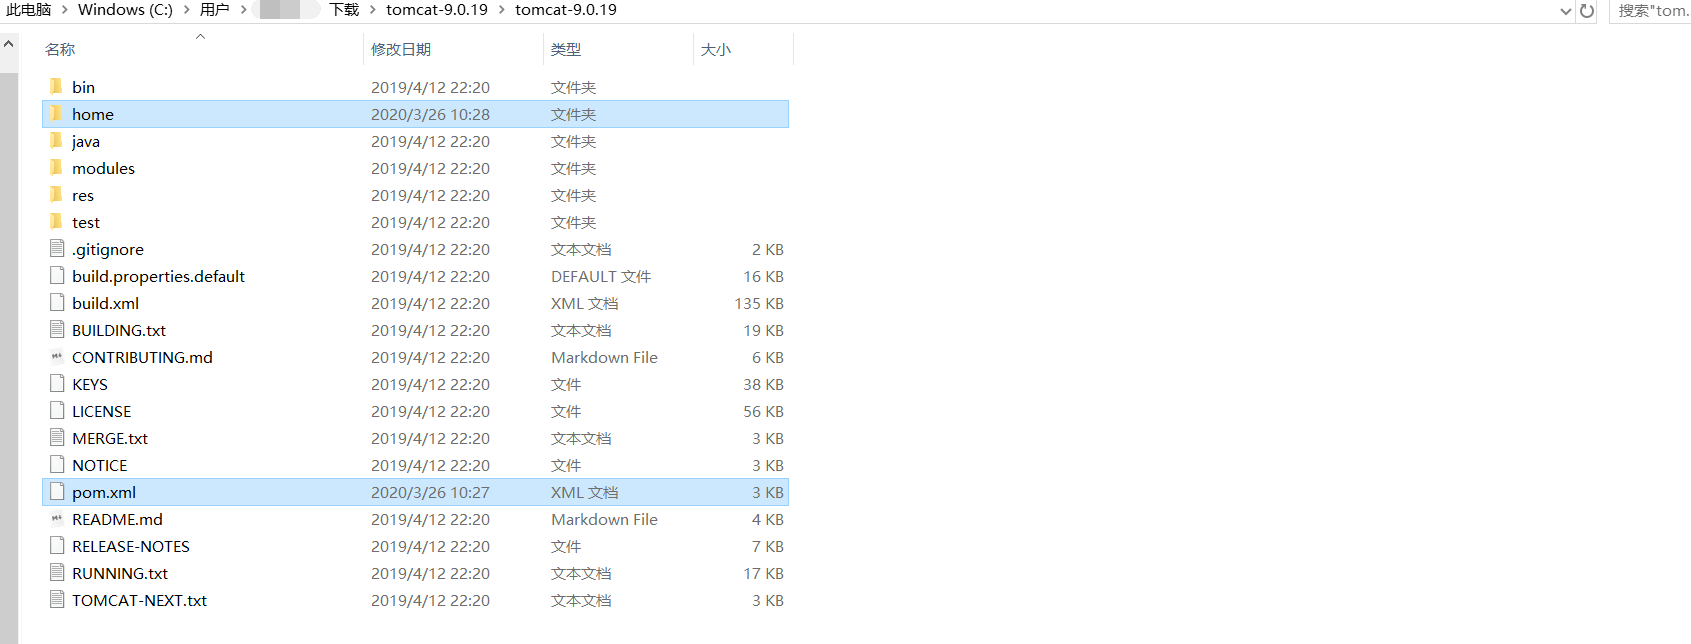 此电脑 > Windows (C:) > 用户 > 下载 > tomcat-9.0.19 > tomcat-9.0.19 搜索"tom.
名称 修改日期 类型 大小
bin 2019/4/12 22:20 文件夹
home 2020/3/26 10:28 文件夹
java 2019/4/12 22:20 文件夹
modules 2019/4/12 22:20 文件夹
res 2019/4/12 22:20 文件夹
test 2019/4/12 22:20 文件夹
.gitignore 2019/4/12 22:20 文本文档 2 KB
build.properties.default 2019/4/12 22:20 DEFAULT 文件 16 KB
build.xml 2019/4/12 22:20 XML 文档 135 KB
BUILDING.txt 2019/4/12 22:20 文本文档 19 KB
CONTRIBUTING.md 2019/4/12 22:20 Markdown File 6 KB
KEYS 2019/4/12 22:20 文件 38 KB
LICENSE 2019/4/12 22:20 文件 56 KB
MERGE.txt 2019/4/12 22:20 文本文档 3 KB
NOTICE 2019/4/12 22:20 文件 3 KB
pom.xml 2020/3/26 10:27 XML 文档 3 KB
README.md 2019/4/12 22:20 Markdown File 4 KB
RELEASE-NOTES 2019/4/12 22:20 文件 7 KB
RUNNING.txt 2019/4/12 22:20 文本文档 17 KB
TOMCAT-NEXT.txt 2019/4/12 22:20 文本文档 3 KB